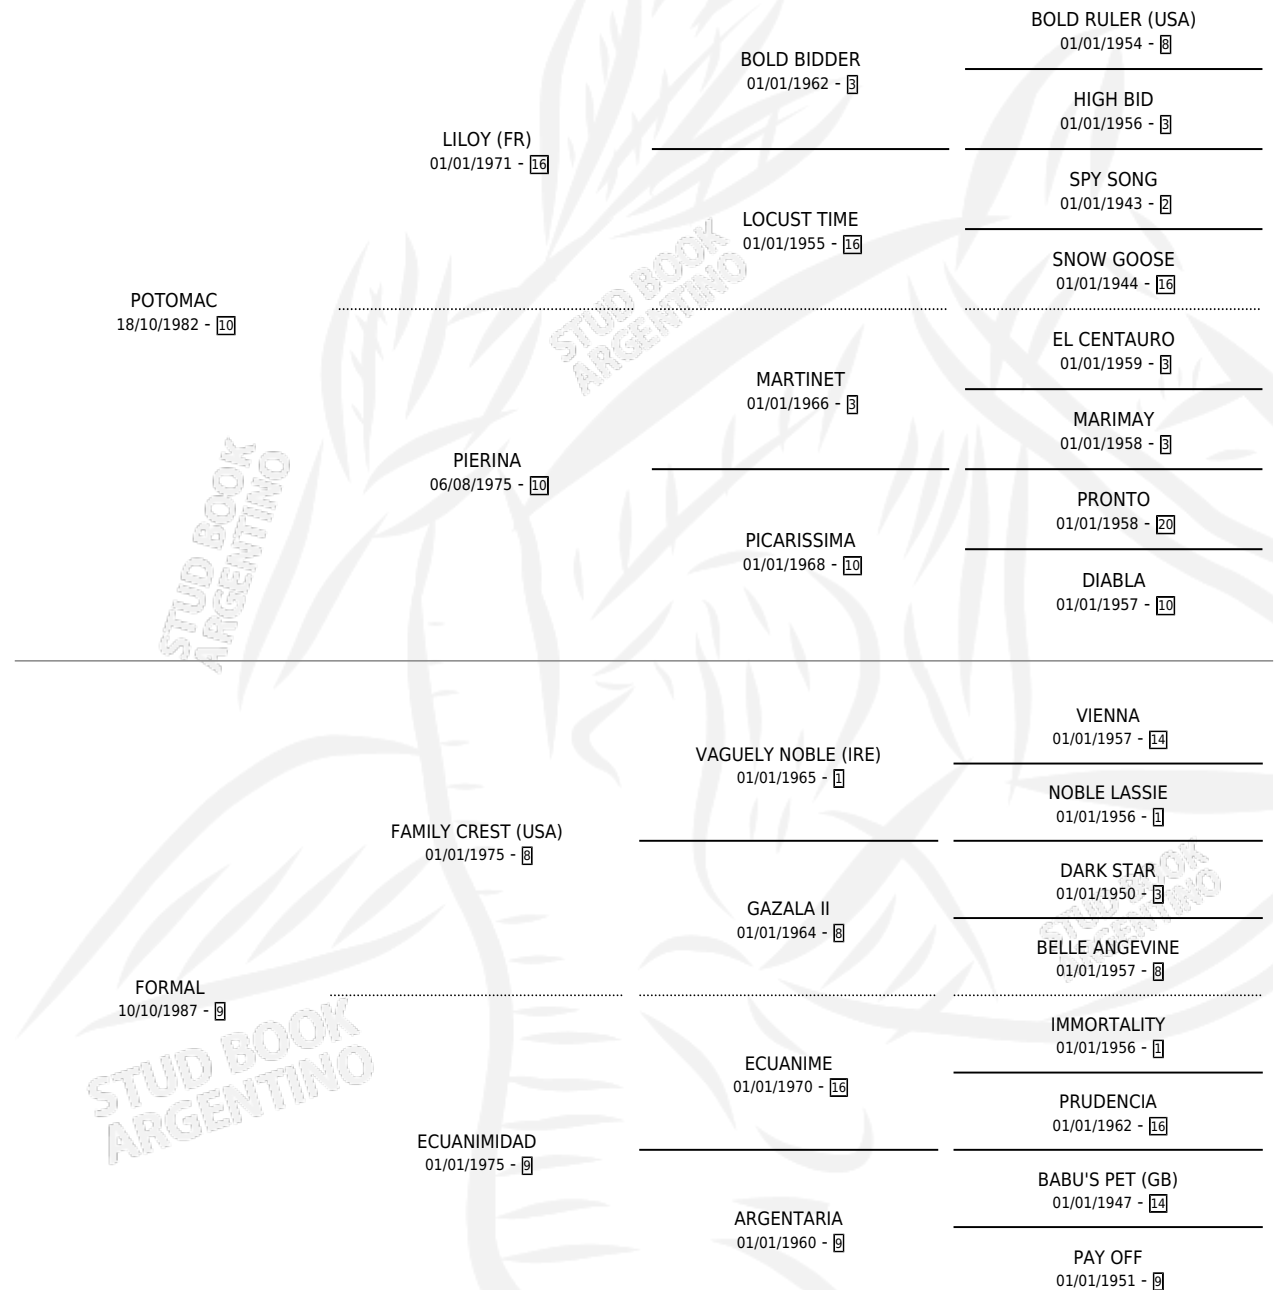 BOLD RULER (USA)
01/01/1954 - 8
BOLD BIDDER
01/01/1962 - 3
HIGH BID
01/01/1956 - 3
LILOY (FR)
01/01/1971 - 16
SPY SONG
01/01/1943 - 2
LOCUST TIME
01/01/1955 - 16
SNOW GOOSE
01/01/1944 - 16
POTOMAC
18/10/1982 - 10
EL CENTAURO
01/01/1959 - 3
MARTINET
01/01/1966 - 3
MARIMAY
01/01/1958 - 3
PIERINA
06/08/1975 - 10
PRONTO
01/01/1958 - 20
PICARISSIMA
01/01/1968 - 10
DIABLA
01/01/1957 - 10
VIENNA
01/01/1957 - 14
VAGUELY NOBLE (IRE)
01/01/1965 - 1
NOBLE LASSIE
01/01/1956 - 1
FAMILY CREST (USA)
01/01/1975 - 8
DARK STAR
01/01/1950 - 3
GAZALA II
01/01/1964 - 8
BELLE ANGEVINE
01/01/1957 - 8
FORMAL
10/10/1987 - 9
IMMORTALITY
01/01/1956 - 1
ECUANIME
01/01/1970 - 16
PRUDENCIA
01/01/1962 - 16
ECUANIMIDAD
01/01/1975 - 9
BABU'S PET (GB)
01/01/1947 - 14
ARGENTARIA
01/01/1960 - 9
PAY OFF
01/01/1951 - 9
STUD BOOK
ARGENTINO
STUD BOOK
ARGENTINO
STUD BOOK
ARGENTINO
STUD BOOK
ARGENTINO